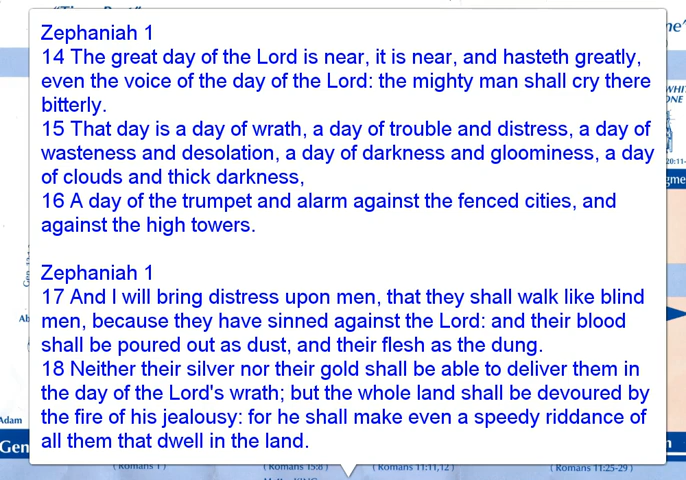 Zephaniah 1
14 The great day of the Lord is near, it is near, and hasteth greatly,
even the voice of the day of the Lord: the mighty man shall cry there
bitterly.
15 That day is a day of wrath, a day of trouble and distress, a day of
wasteness and desolation, a day of darkness and gloominess, a day
of clouds and thick darkness,
16 A day of the trumpet and alarm against the fenced cities, and
against the high towers.
Zephaniah 1
17 And I will bring distress upon men, that they shall walk like blind
men, because they have sinned against the Lord: and their blood
shall be poured out as dust, and their flesh as the dung.
18 Neither their silver nor their gold shall be able to deliver them in
the day of the Lord's wrath; but the whole land shall be devoured by
the fire of his jealousy: for he shall make even a speedy riddance of
all them that dwell in the land.
Adam
Gen
(Romans 1)
(Romans 15:8)
(Romans 11:11,12)
(Romans 11:25-29)